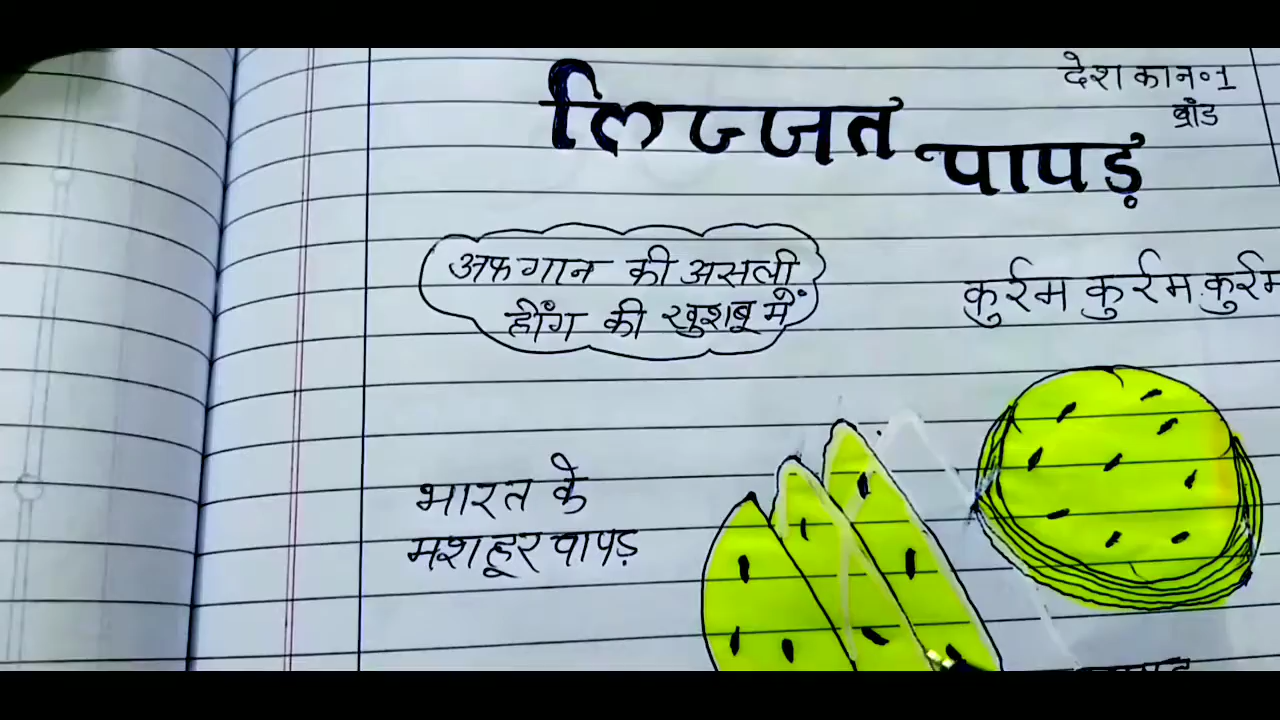 देश का न॰1
ब्रांड
लिज्जत पापड़
अफगान की असली
हींग की खुशबू में
कुर्रम कुर्रम कुर्रम
भारत के
मशहूर पापड़